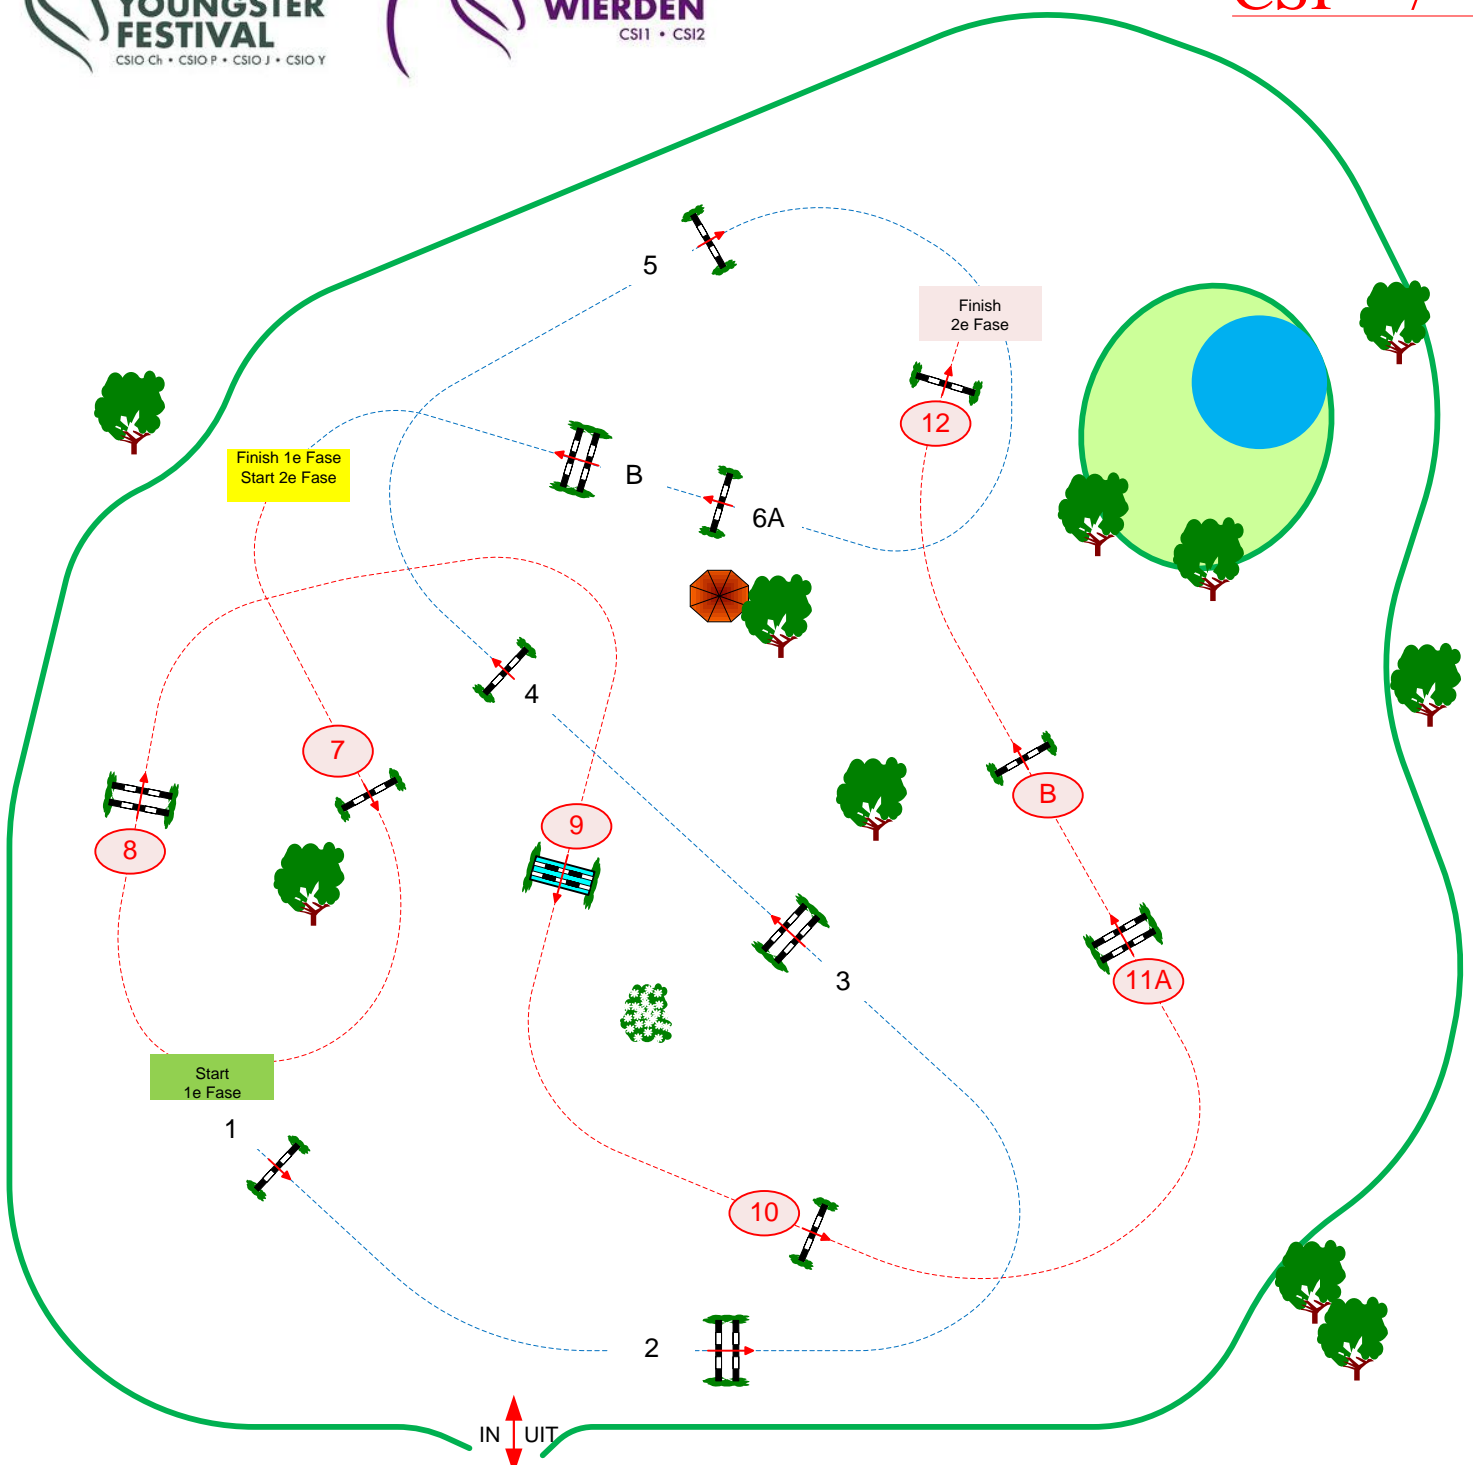 YOUNGSTER
FESTIVAL
CSIO Ch • CSIO P • CSIO J • CSIO Y
WIERDEN
CSI1 • CSI2
5
Finish
2e Fase
12
Finish 1e Fase
Start 2e Fase
B
6A
4
7
B
8
9
11A
3
Start
1e Fase
1
10
2
IN
UIT